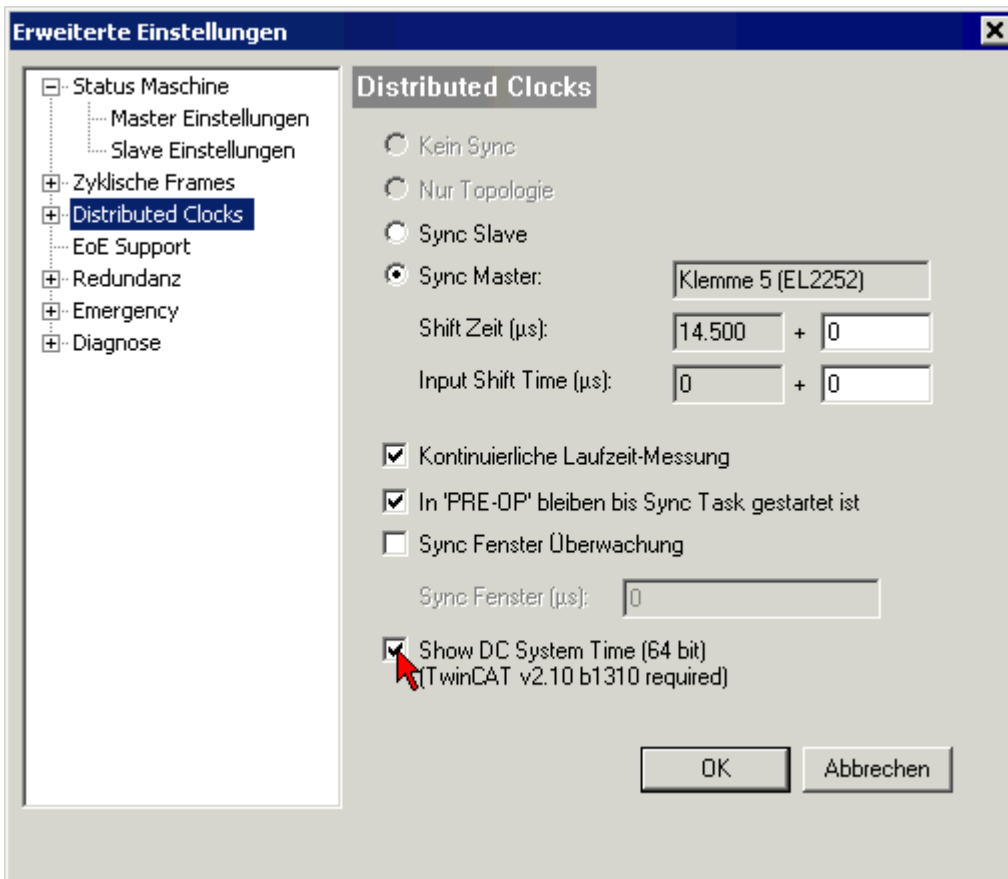 Erweiterte Einstellungen
Status Maschine
Master Einstellungen
Slave Einstellungen
Zyklische Frames
Distributed Clocks
EoE Support
Redundanz
Emergency
Diagnose
Distributed Clocks
Kein Sync
Nur Topologie
Sync Slave
Sync Master: Klemme 5 (EL2252)
Shift Zeit (µs): 14.500 + 0
Input Shift Time (µs): 0 + 0
Kontinuierliche Laufzeit-Messung
In 'PRE-OP' bleiben bis Sync Task gestartet ist
Sync Fenster Überwachung
Sync Fenster (µs): 0
Show DC System Time (64 bit)
(TwinCAT v2.10 b1310 required)
OK Abbrechen